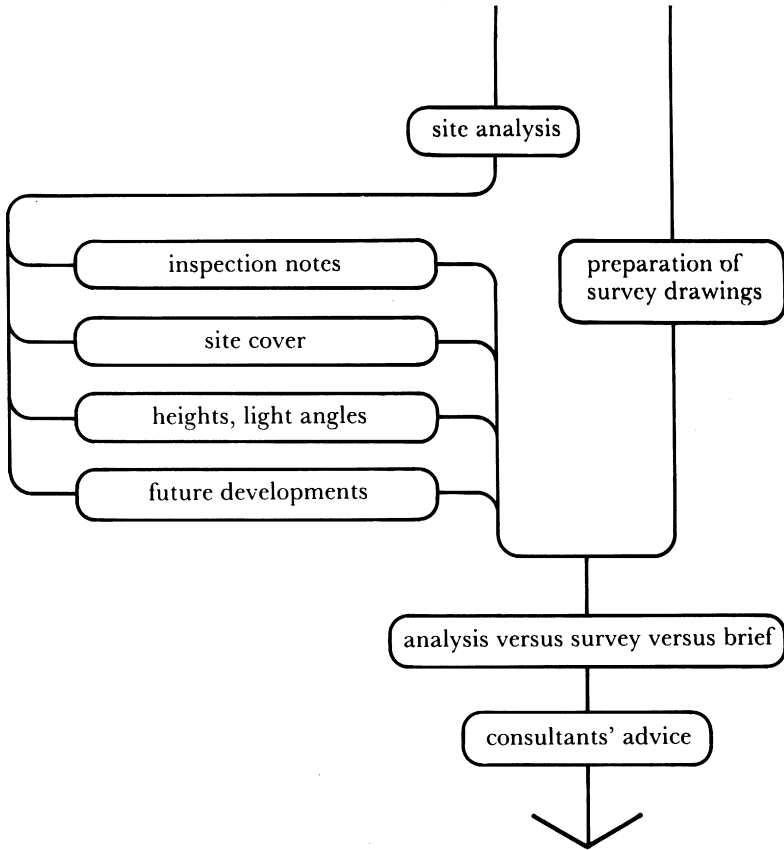 site analysis
inspection notes
preparation of
survey drawings
site cover
heights, light angles
future developments
analysis versus survey versus brief
consultants’ advice